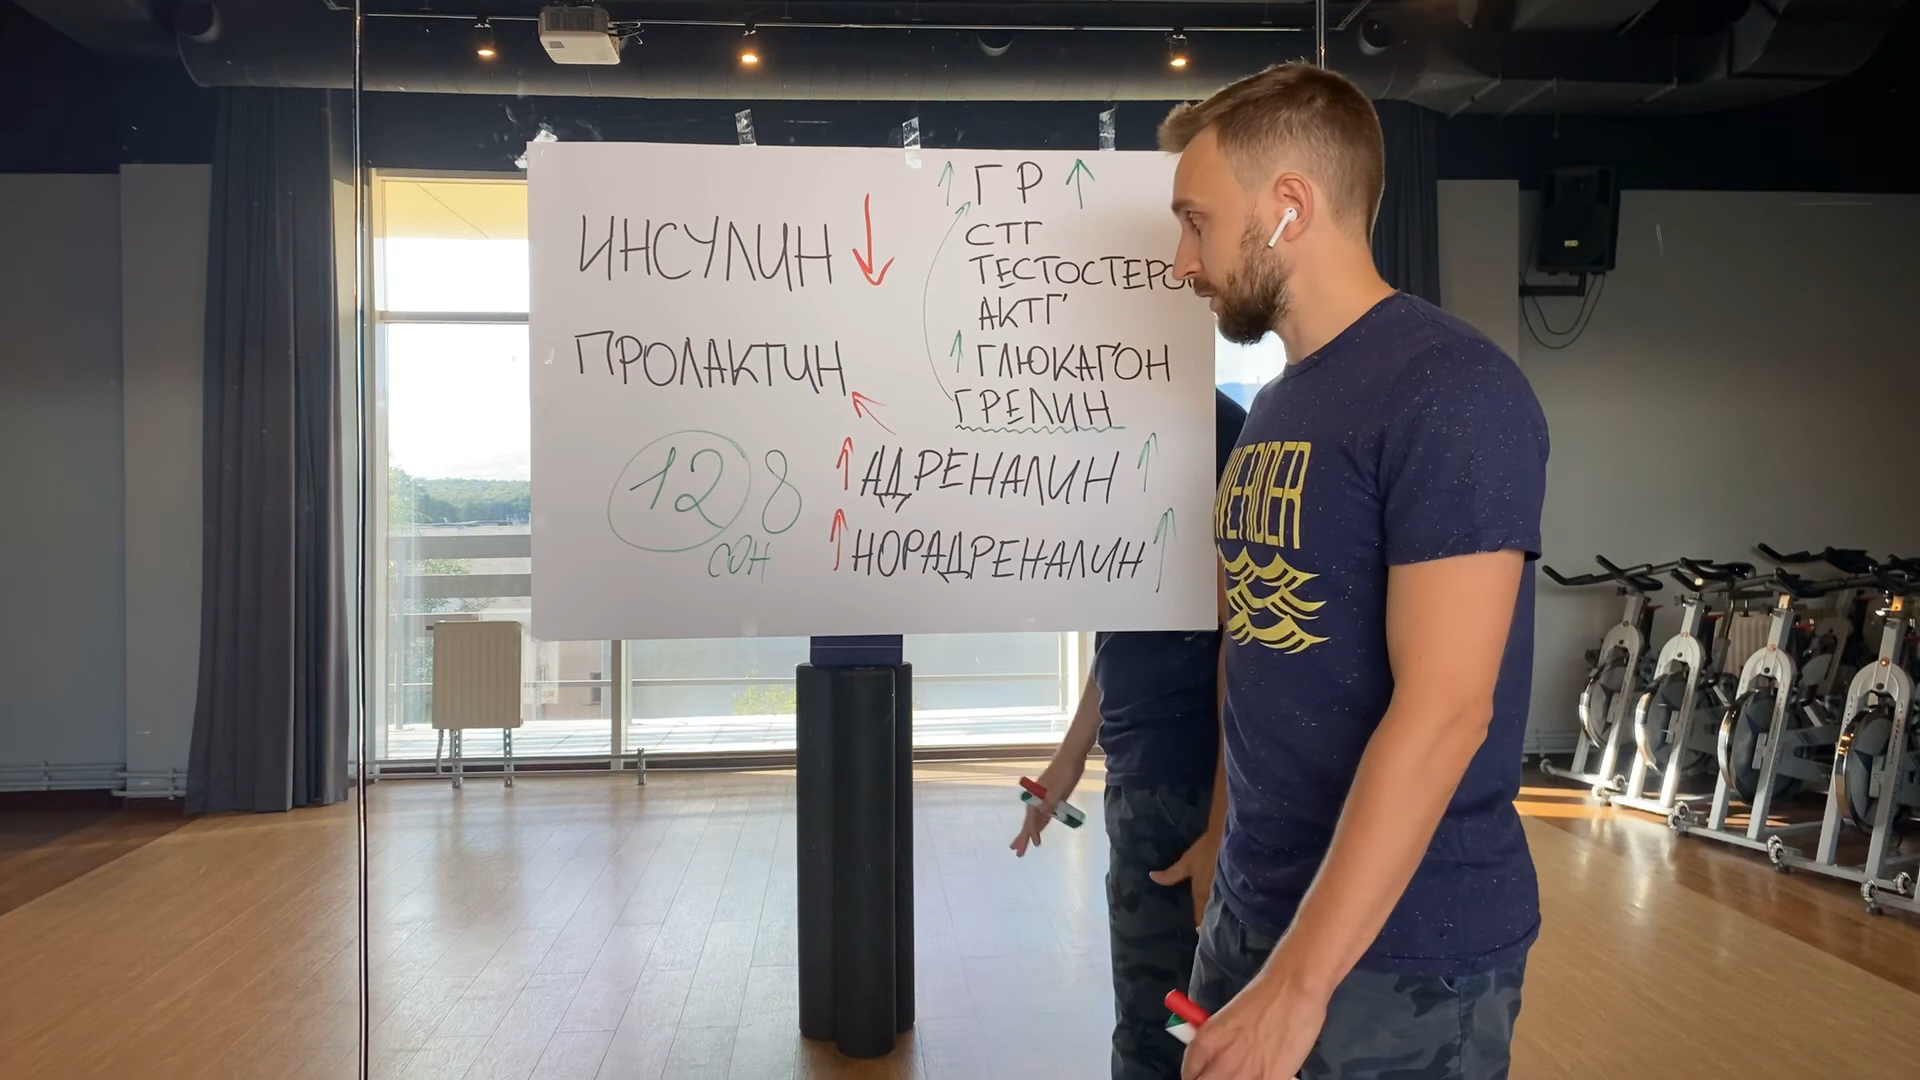 ИНСУЛИН
ПРОЛАКТИН
12 8
СОН
ГР
СТГ
ТЕСТОСТЕРО
АКТГ
ГЛЮКАГОН
ГРЕЛИН
АДРЕНАЛИН
НОРАДРЕНАЛИН